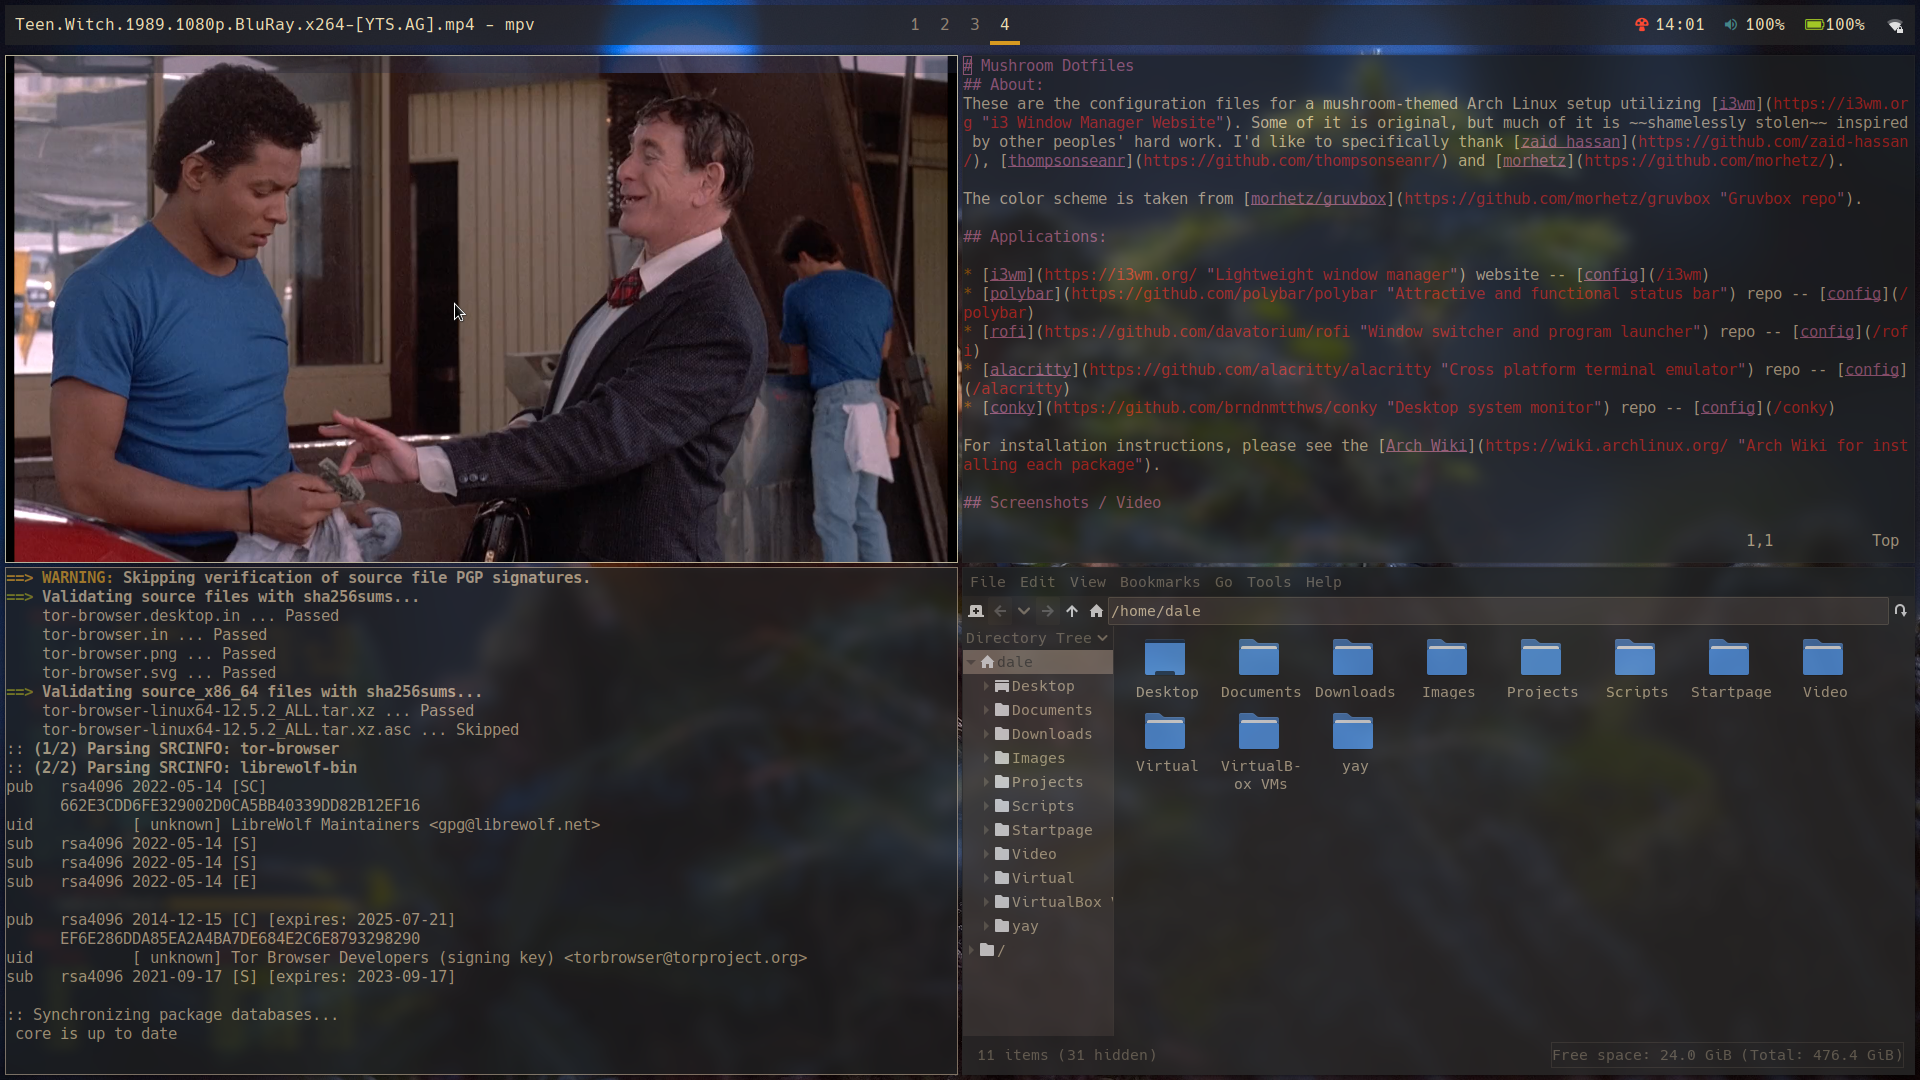 Teen.Witch.1989.1080p.BluRay.x264-[YTS.AG].mp4 - mpv
1 2 3 4
14:01 100% 100%
# Mushroom Dotfiles
## About:
These are the configuration files for a mushroom-themed Arch Linux setup utilizing [i3wm](https://i3wm.or
g "i3 Window Manager Website"). Some of it is original, but much of it is ~~shamelessly stolen~~ inspired
by other peoples' hard work. I'd like to specifically thank [zaid hassan](https://github.com/zaid-hassan
/), [thompsonseanr](https://github.com/thompsonseanr/) and [morhetz](https://github.com/morhetz/).
The color scheme is taken from [morhetz/gruvbox](https://github.com/morhetz/gruvbox "Gruvbox repo").
## Applications:
* [i3wm](https://i3wm.org/ "Lightweight window manager") website -- [config](/i3wm)
* [polybar](https://github.com/polybar/polybar "Attractive and functional status bar") repo -- [config](/
polybar)
* [rofi](https://github.com/davatorium/rofi "Window switcher and program launcher") repo -- [config](/rof
i)
* [alacritty](https://github.com/alacritty/alacritty "Cross platform terminal emulator") repo -- [config]
(/alacritty)
* [conky](https://github.com/brndnmtthws/conky "Desktop system monitor") repo -- [config](/conky)
For installation instructions, please see the [Arch Wiki](https://wiki.archlinux.org/ "Arch Wiki for inst
alling each package").
## Screenshots / Video
1,1 Top
==> WARNING: Skipping verification of source file PGP signatures.
==> Validating source files with sha256sums...
tor-browser.desktop.in ... Passed
tor-browser.in ... Passed
tor-browser.png ... Passed
tor-browser.svg ... Passed
==> Validating source_x86_64 files with sha256sums...
tor-browser-linux64-12.5.2_ALL.tar.xz ... Passed
tor-browser-linux64-12.5.2_ALL.tar.xz.asc ... Skipped
:: (1/2) Parsing SRCINFO: tor-browser
:: (2/2) Parsing SRCINFO: librewolf-bin
pub rsa4096 2022-05-14 [SC]
662E3CDD6FE329002D0CA5BB40339DD82B12EF16
uid [ unknown] LibreWolf Maintainers <gpg@librewolf.net>
sub rsa4096 2022-05-14 [S]
sub rsa4096 2022-05-14 [S]
sub rsa4096 2022-05-14 [E]
pub rsa4096 2014-12-15 [C] [expires: 2025-07-21]
EF6E286DDA85EA2A4BA7DE684E2C6E8793298290
uid [ unknown] Tor Browser Developers (signing key) <torbrowser@torproject.org>
sub rsa4096 2021-09-17 [S] [expires: 2023-09-17]
:: Synchronizing package databases...
core is up to date
File Edit View Bookmarks Go Tools Help
/home/dale
Directory Tree
dale
Desktop
Documents
Downloads
Images
Projects
Scripts
Startpage
Video
Virtual
VirtualBox
yay
/
Desktop Documents Downloads Images Projects Scripts Startpage Video
Virtual VirtualB-
ox VMs yay
11 items (31 hidden) Free space: 24.0 GiB (Total: 476.4 GiB)